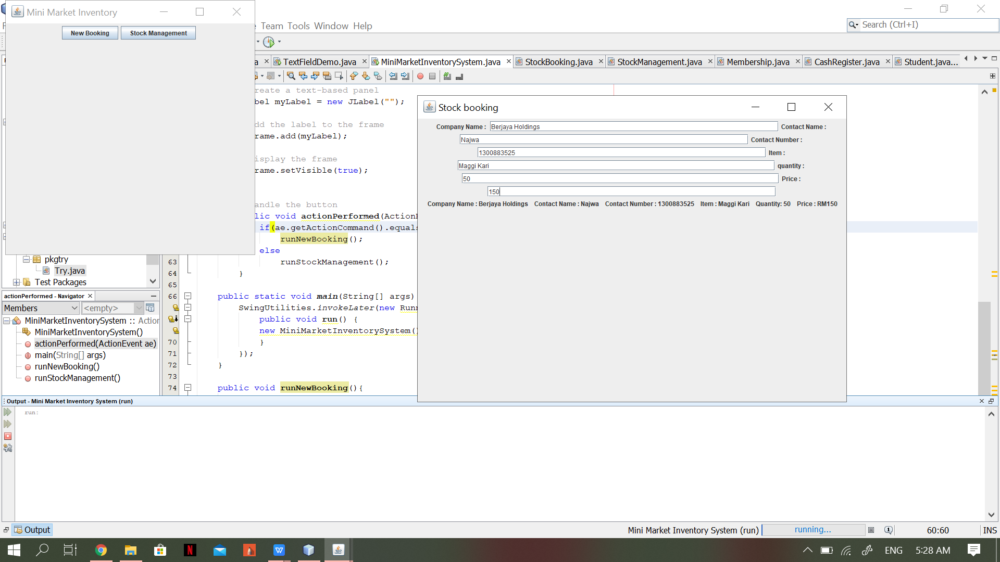 Mini Market Inventory
New Booking
Stock Management
Team Tools Window Help
Search (Ctrl+I)
TextFieldDemo.java
MiniMarketInventorySystem.java
StockBooking.java
StockManagement.java
Membership.java
CashRegister.java
Student.java...
reate a text-based panel
bel myLabel = new JLabel("");
dd the label to the frame
rame.add(myLabel);
isplay the frame
rame.setVisible(true);
andle the button
lic void actionPerformed(Action
if(ae.getActionCommand().equals
runNewBooking();
else
63 runStockManagement();
64 }
65
66 public static void main(String[] args)
SwingUtilities.invokeLater(new Runn
public void run() {
new MiniMarketInventorySystem()
70 }
71 });
72 }
73
74 public void runNewBooking(){
Stock booking
Company Name : Berjaya Holdings Contact Name :
Najwa Contact Number :
1300883525 Item :
Maggi Kari quantity :
50 Price :
150
Company Name : Berjaya Holdings Contact Name : Najwa Contact Number : 1300883525 Item : Maggi Kari Quantity: 50 Price : RM150
pkgtry
Try.java
Test Packages
actionPerformed - Navigator
Members <empty>
MiniMarketInventorySystem :: Action
MiniMarketInventorySystem()
actionPerformed(ActionEvent ae)
main(String[] args)
runNewBooking()
runStockManagement()
Output - Mini Market Inventory System (run)
run:
Output
Mini Market Inventory System (run) running... 60:60 INS
ENG 5:28 AM